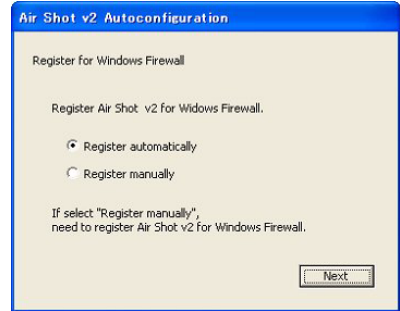 Air Shot v2 Autoconfiguration
Register for Windows Firewall
Register Air Shot v2 for Widows Firewall.
Register automatically
Register manually
If select "Register manually",
need to register Air Shot v2 for Windows Firewall.
Next